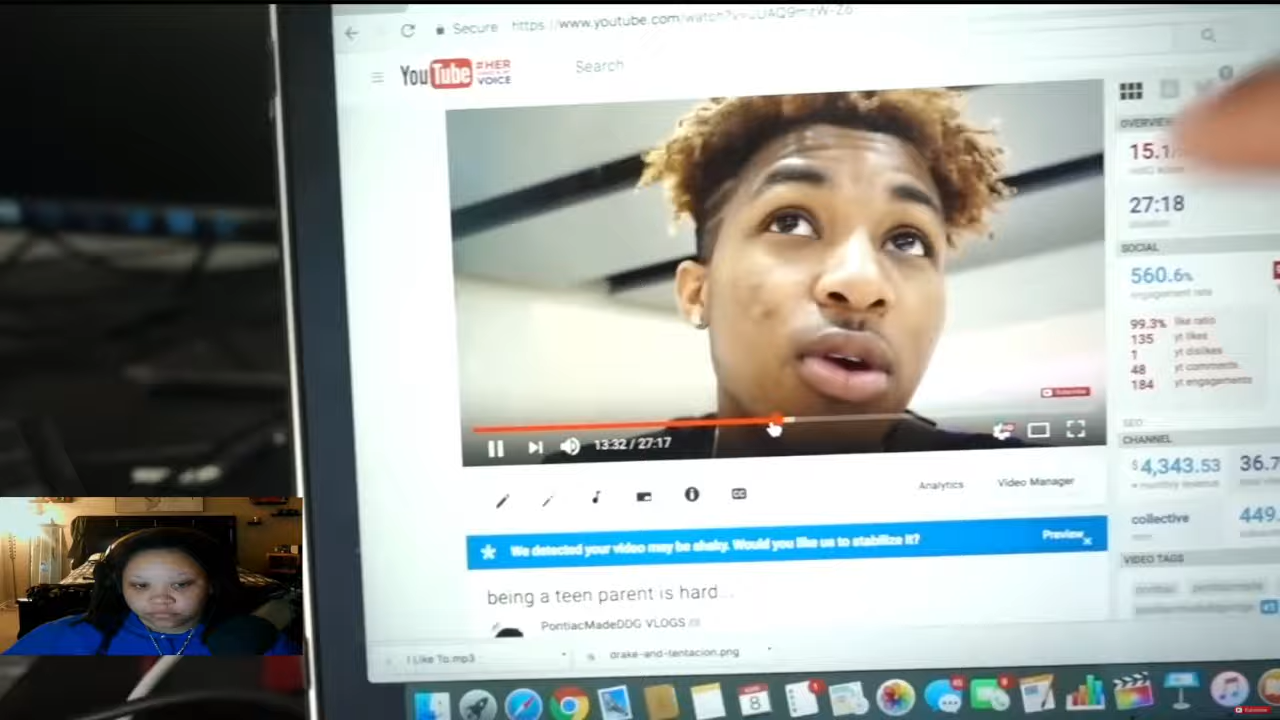 Secure https://www.youtube.com/watch?v=
YouTube #HER VOICE
Search
OVERVIEW
15.1
27:18
SOCIAL
560.6%
engagement rate
99.3% like ratio
135 yt likes
1 yt dislikes
48 yt comments
184 yt engagements
SEO
CHANNEL
$4,343.53 36.7
monthly revenue
collective 449.
VIDEO TAGS
Subscribe
13:32 / 27:17
CC
Analytics Video Manager
We detected your video may be shaky. Would you like us to stabilize it? Preview
being a teen parent is hard...
PontiacMadeDDG VLOGS
I Like To.mp3 drake-and-tentacion.png
8